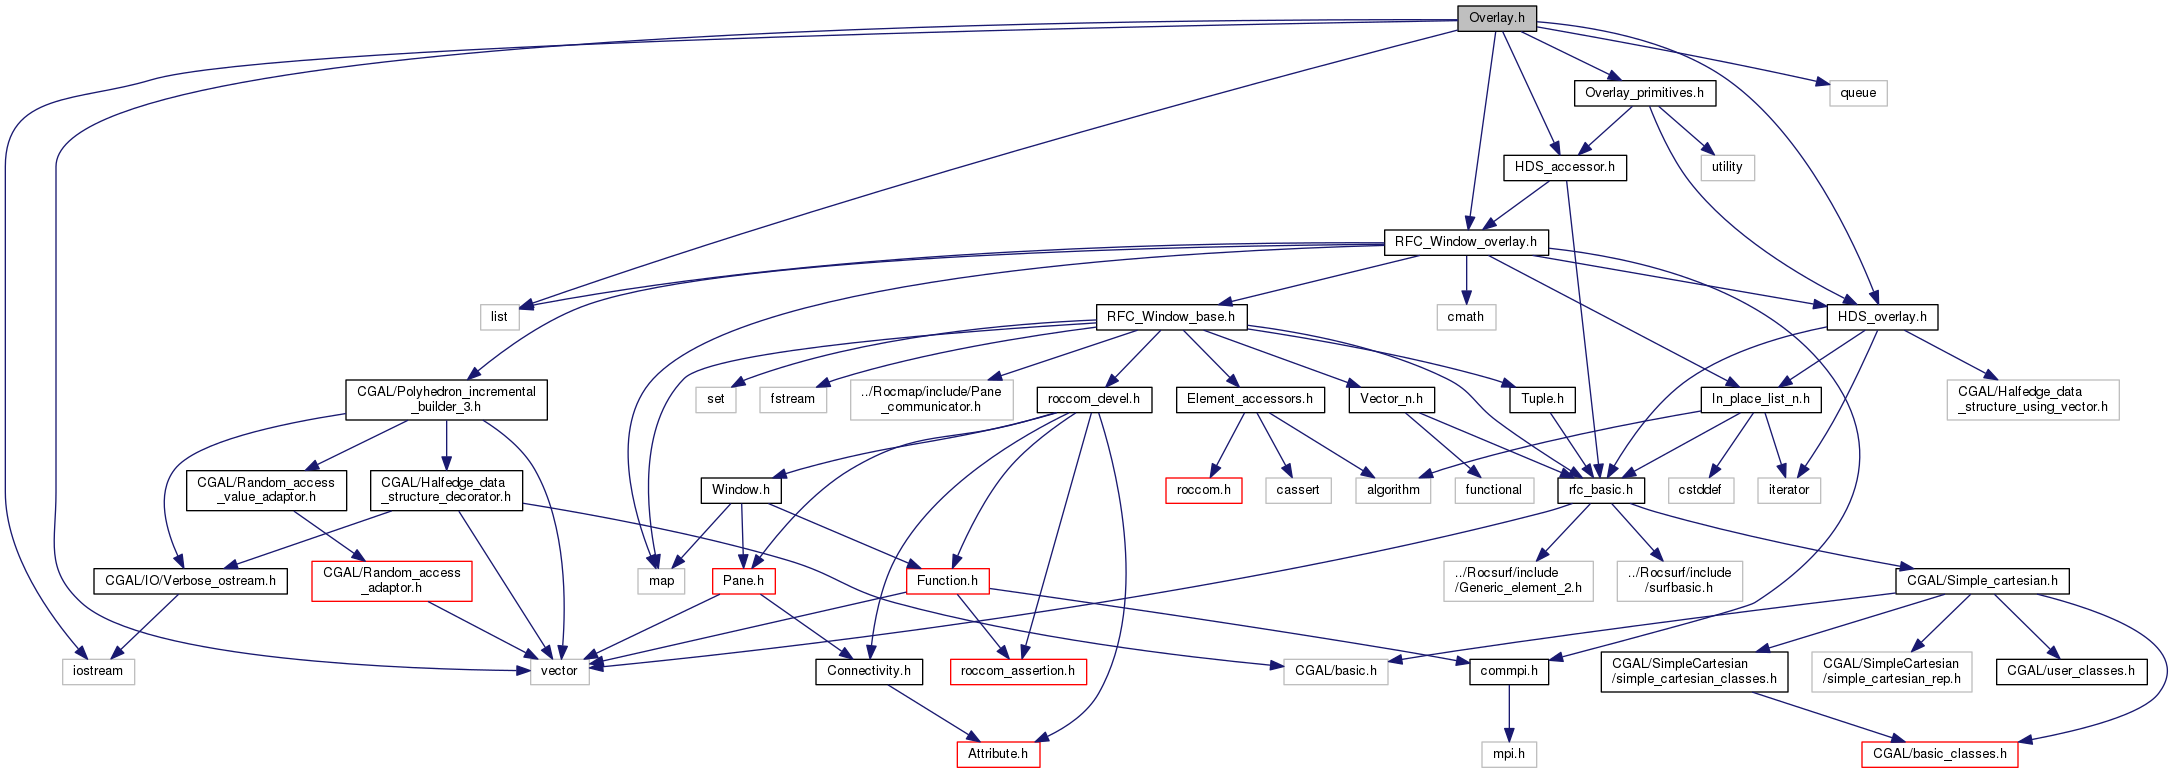 Overlay.h
Overlay_primitives.h
queue
HDS_accessor.h
utility
RFC_Window_overlay.h
list
RFC_Window_base.h
cmath
HDS_overlay.h
CGAL/Polyhedron_incremental
_builder_3.h
set
fstream
../Rocmap/include/Pane
_communicator.h
roccom_devel.h
Element_accessors.h
Vector_n.h
Tuple.h
In_place_list_n.h
CGAL/Halfedge_data
_structure_using_vector.h
CGAL/Random_access
_value_adaptor.h
CGAL/Halfedge_data
_structure_decorator.h
Window.h
roccom.h
cassert
algorithm
functional
rfc_basic.h
cstddef
iterator
CGAL/IO/Verbose_ostream.h
CGAL/Random_access
_adaptor.h
map
Pane.h
Function.h
../Rocsurf/include
/Generic_element_2.h
../Rocsurf/include
/surfbasic.h
CGAL/Simple_cartesian.h
iostream
vector
Connectivity.h
roccom_assertion.h
CGAL/basic.h
commpi.h
CGAL/SimpleCartesian
/simple_cartesian_classes.h
CGAL/SimpleCartesian
/simple_cartesian_rep.h
CGAL/user_classes.h
Attribute.h
mpi.h
CGAL/basic_classes.h